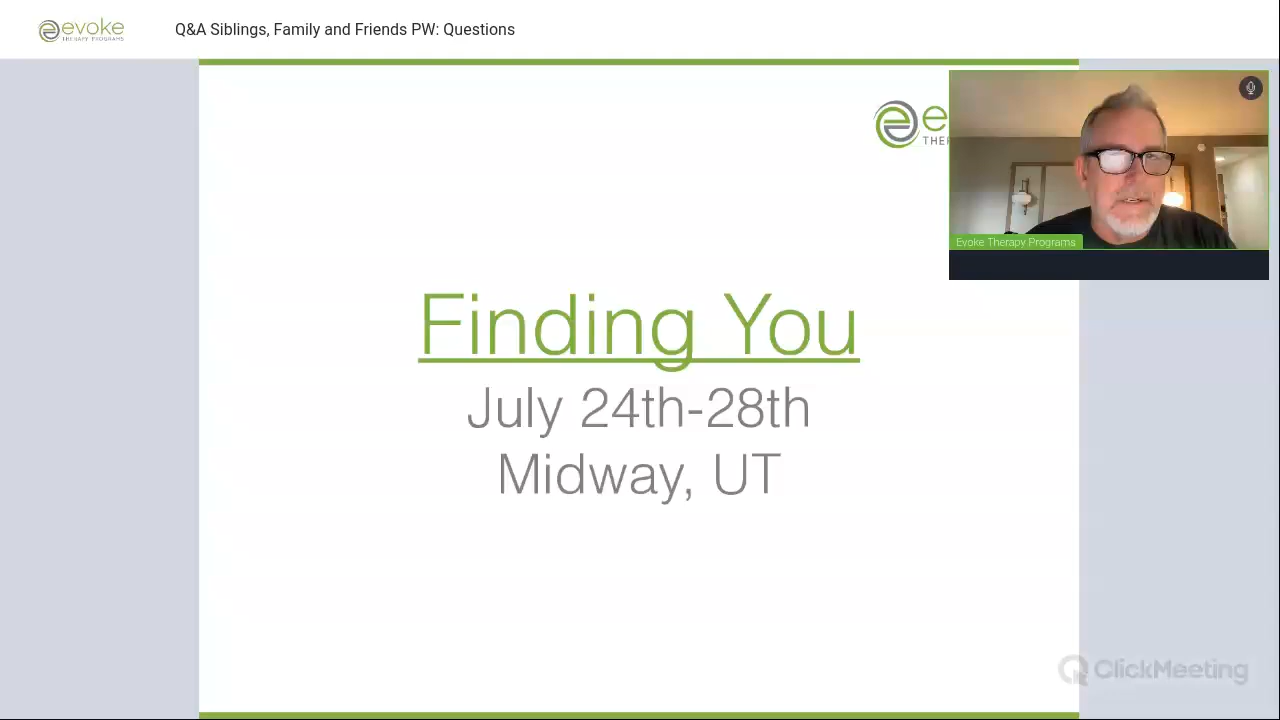 evoke
THERAPY PROGRAMS
Q&A Siblings, Family and Friends PW: Questions
e
THER
Evoke Therapy Programs
Finding You
July 24th-28th
Midway, UT
ClickMeeting